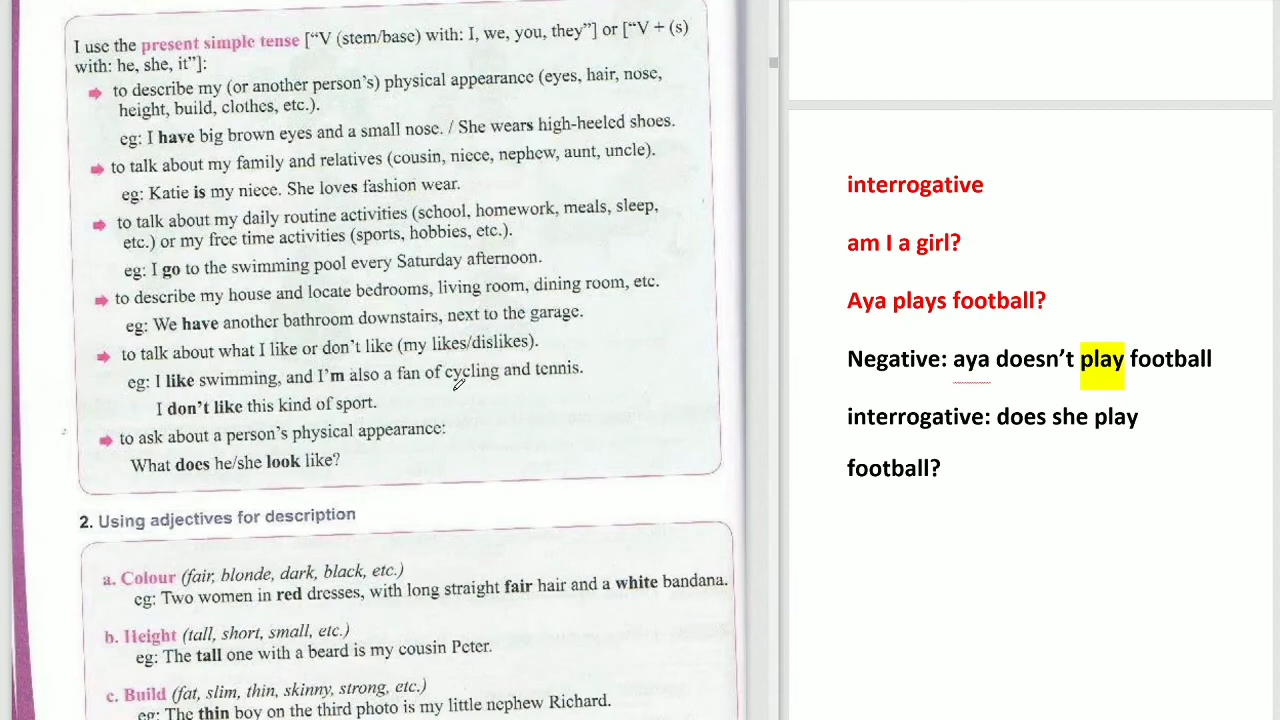 I use the present simple tense [“V (stem/base) with: I, we, you, they”] or [“V + (s)
with: he, she, it”]:
to describe my (or another person’s) physical appearance (eyes, hair, nose,
height, build, clothes, etc.).
eg: I have big brown eyes and a small nose. / She wears high-heeled shoes.
to talk about my family and relatives (cousin, niece, nephew, aunt, uncle).
eg: Katie is my niece. She loves fashion wear.
to talk about my daily routine activities (school, homework, meals, sleep,
etc.) or my free time activities (sports, hobbies, etc.).
eg: I go to the swimming pool every Saturday afternoon.
to describe my house and locate bedrooms, living room, dining room, etc.
eg: We have another bathroom downstairs, next to the garage.
to talk about what I like or don’t like (my likes/dislikes).
eg: I like swimming, and I’m also a fan of cycling and tennis.
I don’t like this kind of sport.
to ask about a person’s physical appearance:
What does he/she look like?
2. Using adjectives for description
a. Colour (fair, blonde, dark, black, etc.)
eg: Two women in red dresses, with long straight fair hair and a white bandana.
b. Height (tall, short, small, etc.)
eg: The tall one with a beard is my cousin Peter.
c. Build (fat, slim, thin, skinny, strong, etc.)
eg: The thin boy on the third photo is my little nephew Richard.
interrogative
am I a girl?
Aya plays football?
Negative: aya doesn’t play football
interrogative: does she play
football?